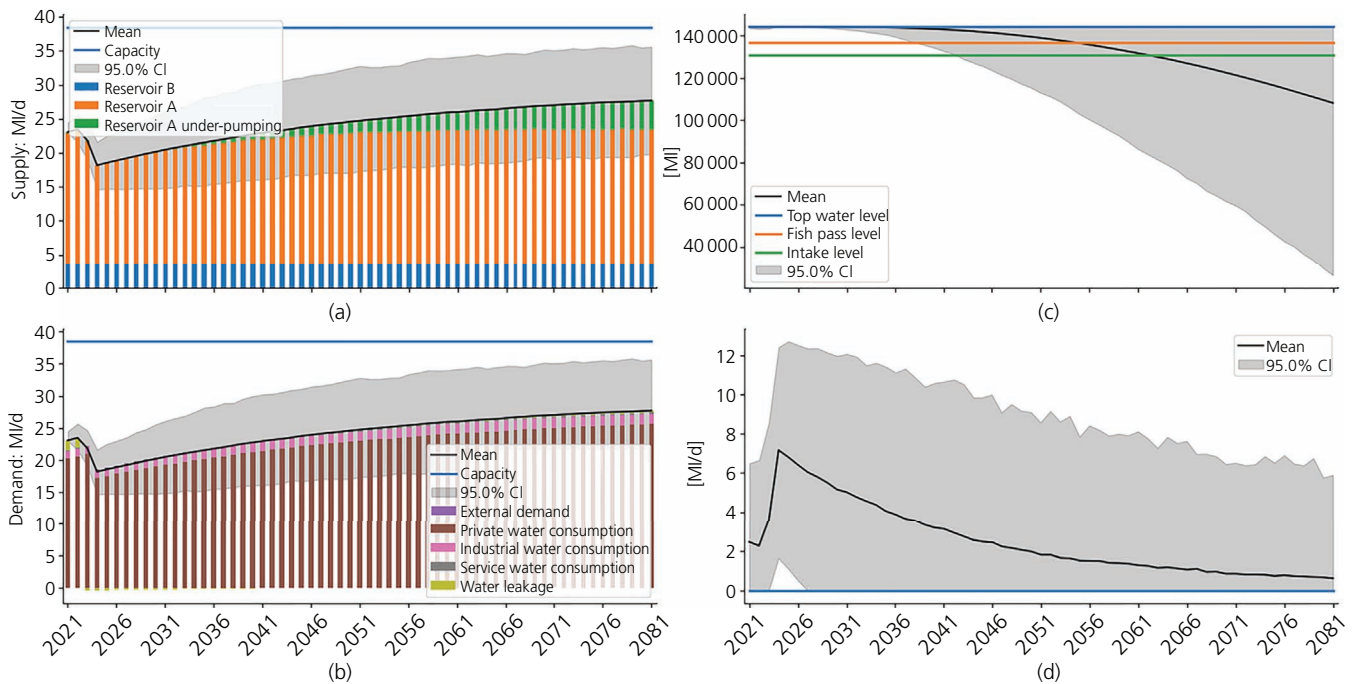 40
35
30
25
20
15
10
5
0
Supply: Ml/d
Mean
Capacity
95.0% CI
Reservoir B
Reservoir A
Reservoir A under-pumping
(a)
140 000
120 000
100 000
80 000
60 000
40 000
[Ml]
Mean
Top water level
Fish pass level
Intake level
95.0% CI
(c)
40
35
30
25
20
15
10
5
0
Demand: Ml/d
Mean
Capacity
95.0% CI
External demand
Private water consumption
Industrial water consumption
Service water consumption
Water leakage
2021
2026
2031
2036
2041
2046
2051
2056
2061
2066
2071
2076
2081
(b)
12
10
8
6
4
2
0
[Ml/d]
Mean
95.0% CI
2021
2026
2031
2036
2041
2046
2051
2056
2061
2066
2071
2076
2081
(d)